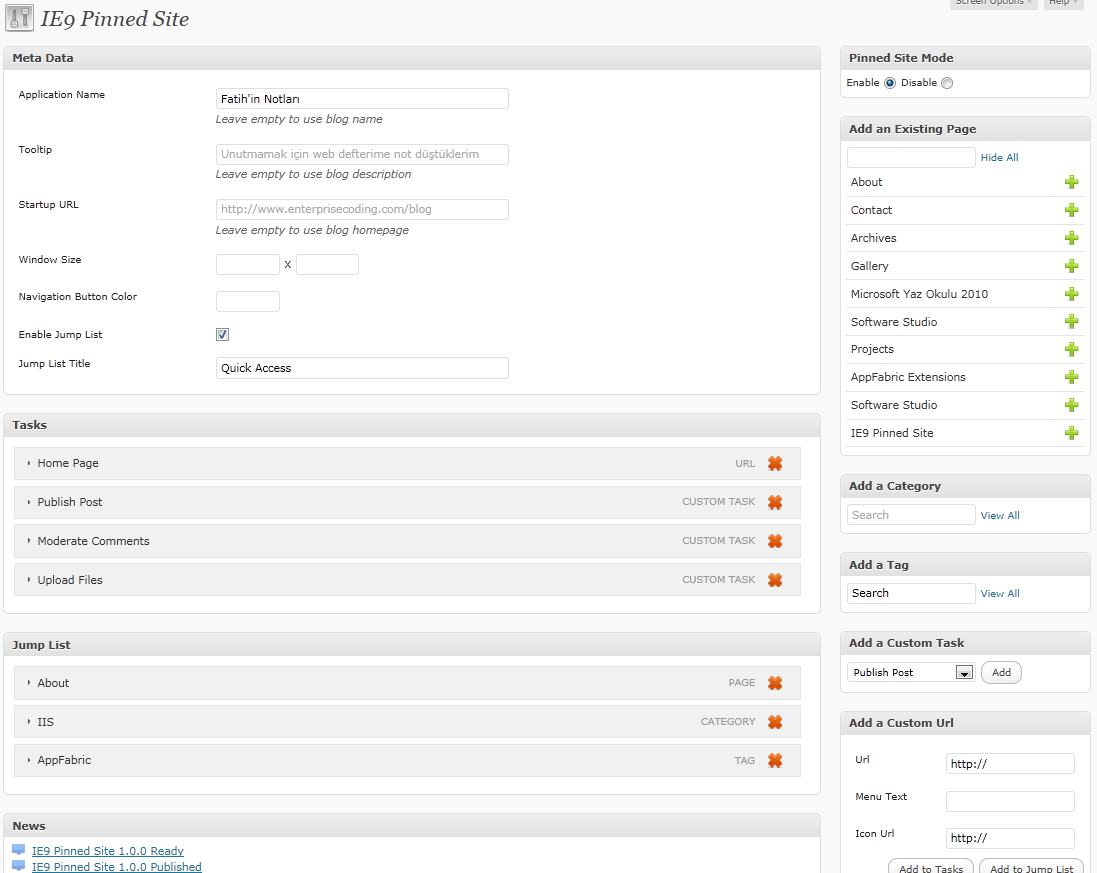 Screen Options
Help
IE9 Pinned Site
Meta Data
Application Name
Fatih'in Notları
Leave empty to use blog name
Tooltip
Unutmamak için web defterime not düştüklerim
Leave empty to use blog description
Startup URL
http://www.enterprisecoding.com/blog
Leave empty to use blog homepage
Window Size
X
Navigation Button Color
Enable Jump List
Jump List Title
Quick Access
Tasks
Home Page URL
Publish Post CUSTOM TASK
Moderate Comments CUSTOM TASK
Upload Files CUSTOM TASK
Jump List
About PAGE
IIS CATEGORY
AppFabric TAG
News
IE9 Pinned Site 1.0.0 Ready
IE9 Pinned Site 1.0.0 Published
Pinned Site Mode
Enable Disable
Add an Existing Page
Hide All
About
Contact
Archives
Gallery
Microsoft Yaz Okulu 2010
Software Studio
Projects
AppFabric Extensions
Software Studio
IE9 Pinned Site
Add a Category
Search View All
Add a Tag
Search View All
Add a Custom Task
Publish Post Add
Add a Custom Url
Url http://
Menu Text
Icon Url http://
Add to Tasks Add to Jump List